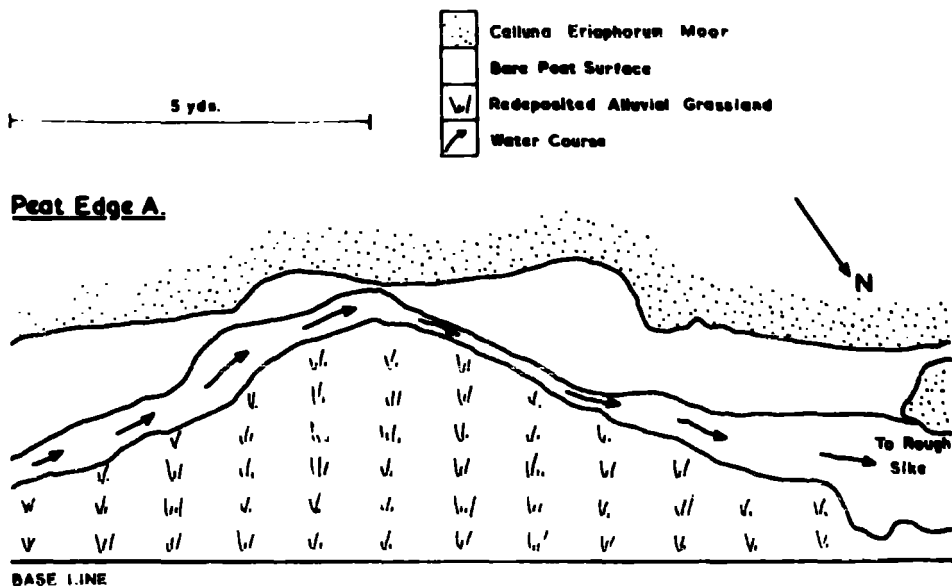 Calluna Eriophorum Moor
Bare Peat Surface
Redeposited Alluvial Grassland
Water Course
5 yds.
Peat Edge A.
N
To Rough
Sike
BASE LINE